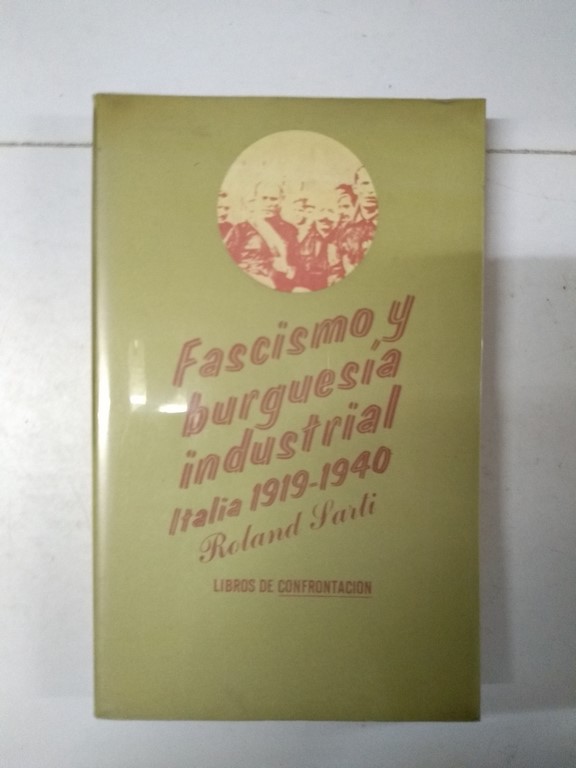 Fascismo y
burguesía
industrial
Italia 1919-1940
Roland Sarti
LIBROS DE CONFRONTACION